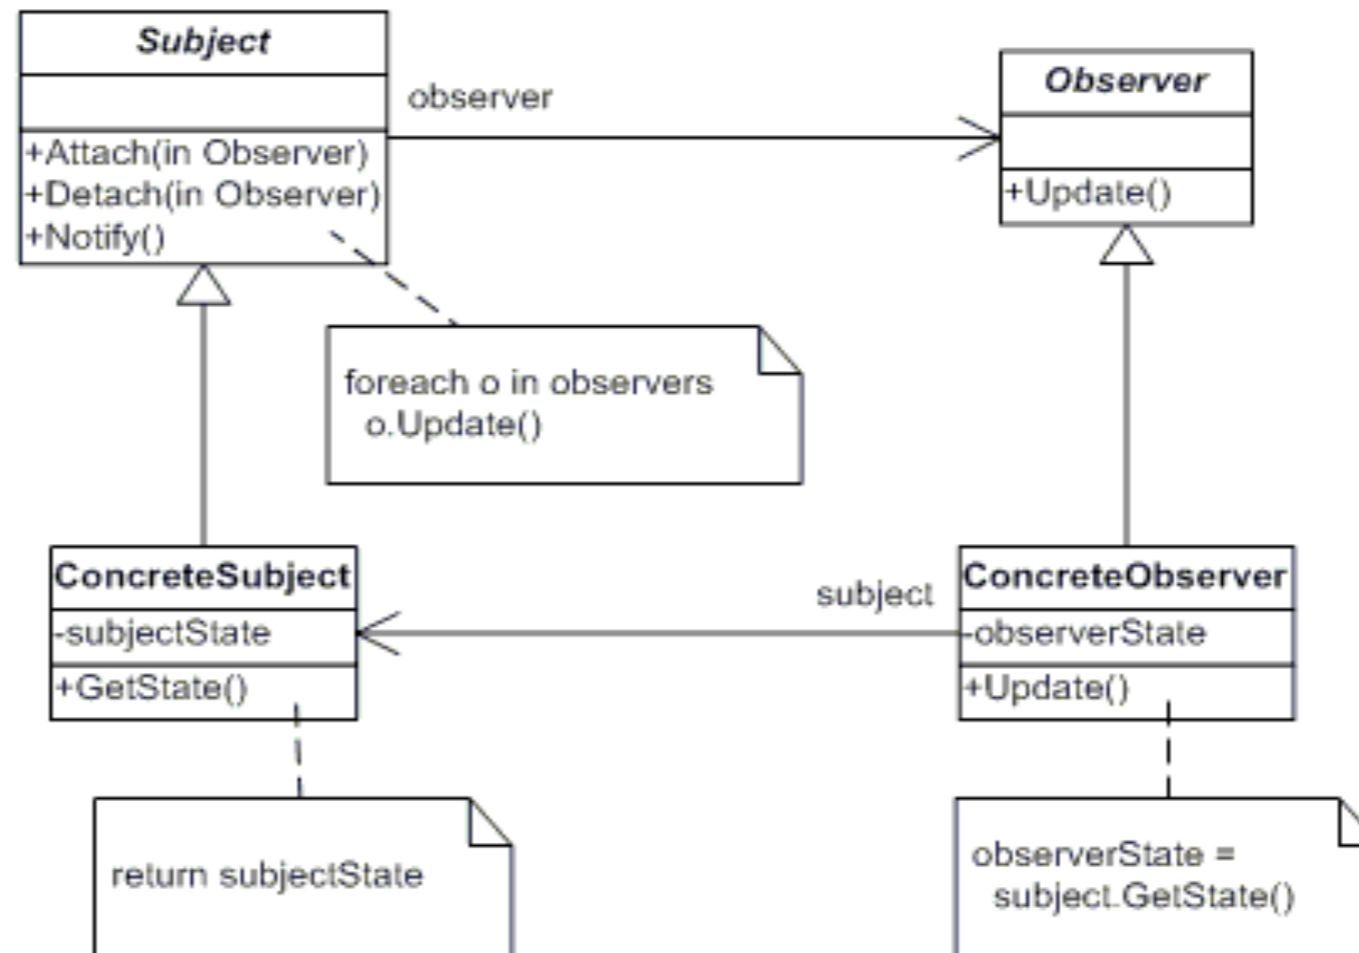 Subject
+Attach(in Observer)
+Detach(in Observer)
+Notify()
observer
Observer
+Update()
foreach o in observers
o.Update()
ConcreteSubject
-subjectState
+GetState()
subject
ConcreteObserver
-observerState
+Update()
return subjectState
observerState =
subject.GetState()